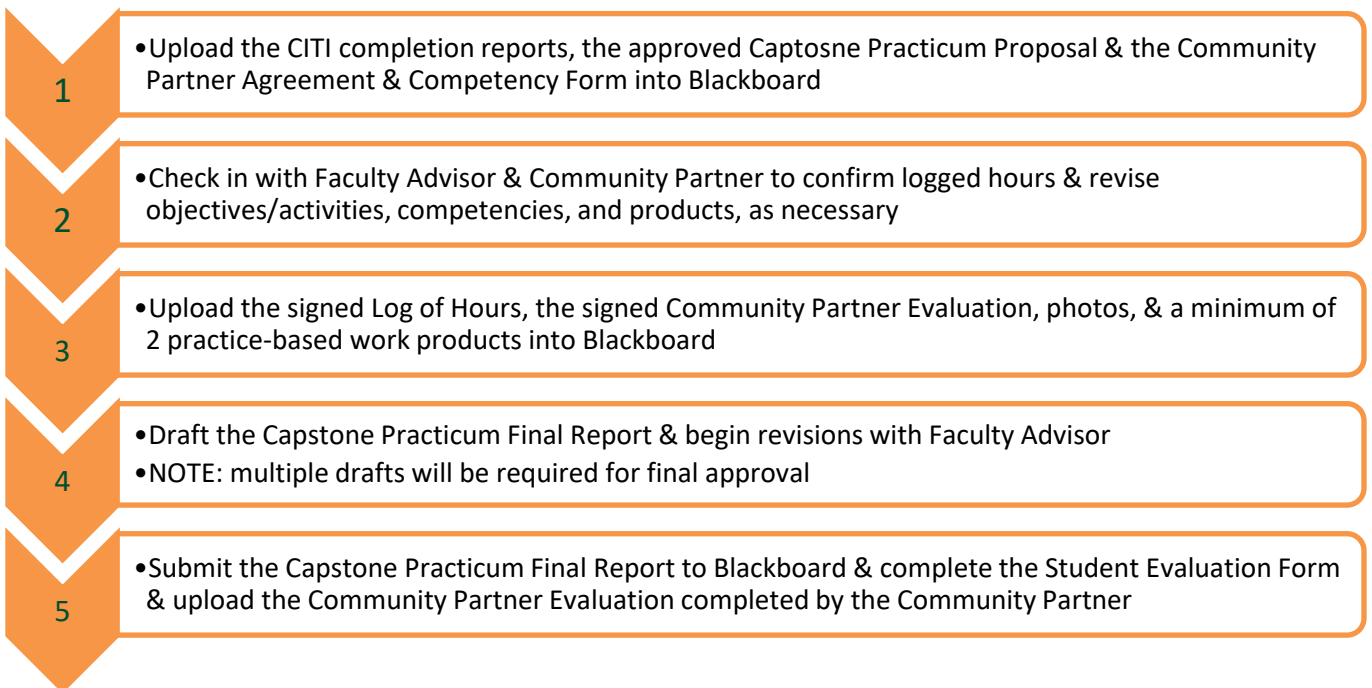 1
•Upload the CITI completion reports, the approved Captosne Practicum Proposal & the Community
Partner Agreement & Competency Form into Blackboard
2
•Check in with Faculty Advisor & Community Partner to confirm logged hours & revise
objectives/activities, competencies, and products, as necessary
3
•Upload the signed Log of Hours, the signed Community Partner Evaluation, photos, & a minimum of
2 practice-based work products into Blackboard
4
•Draft the Capstone Practicum Final Report & begin revisions with Faculty Advisor
•NOTE: multiple drafts will be required for final approval
5
•Submit the Capstone Practicum Final Report to Blackboard & complete the Student Evaluation Form
& upload the Community Partner Evaluation completed by the Community Partner